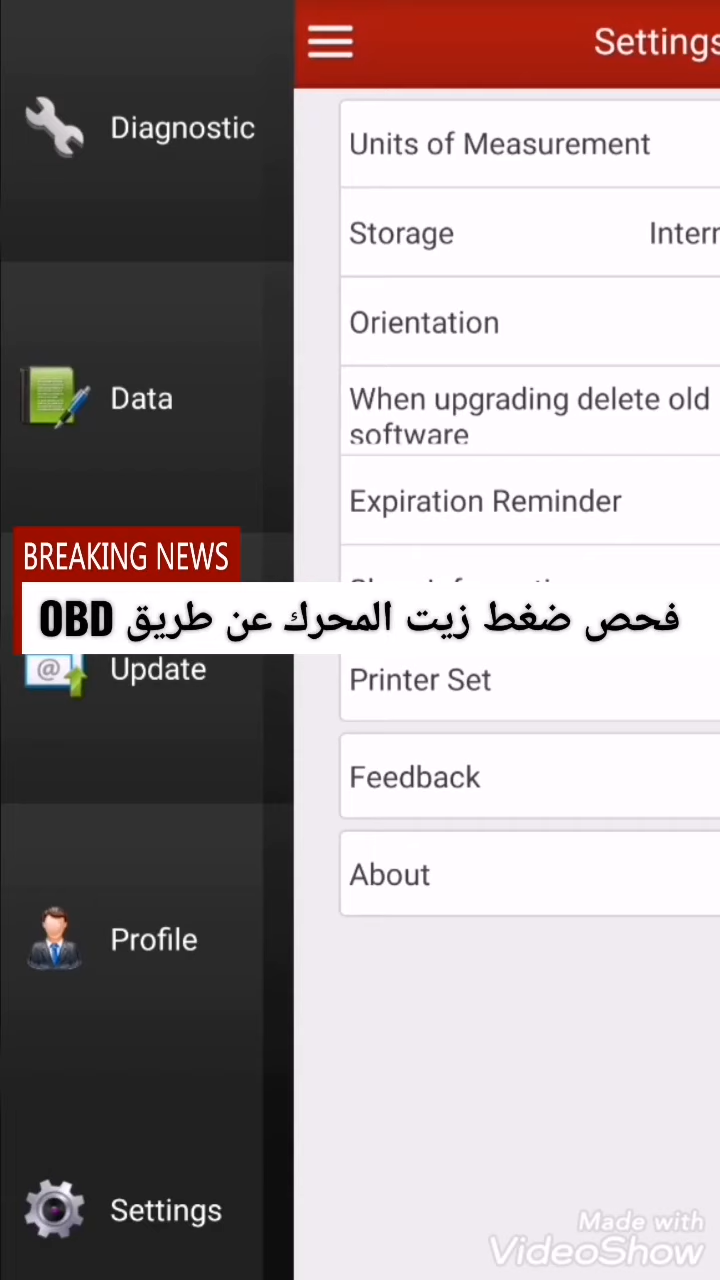 Settings
Diagnostic
Units of Measurement
Storage
Orientation
Data
When upgrading delete old
software
Expiration Reminder
BREAKING NEWS
فحص ضغط زيت المحرك عن طريق OBD
@
Update
Printer Set
Feedback
About
Profile
Settings
Made with
VideoShow